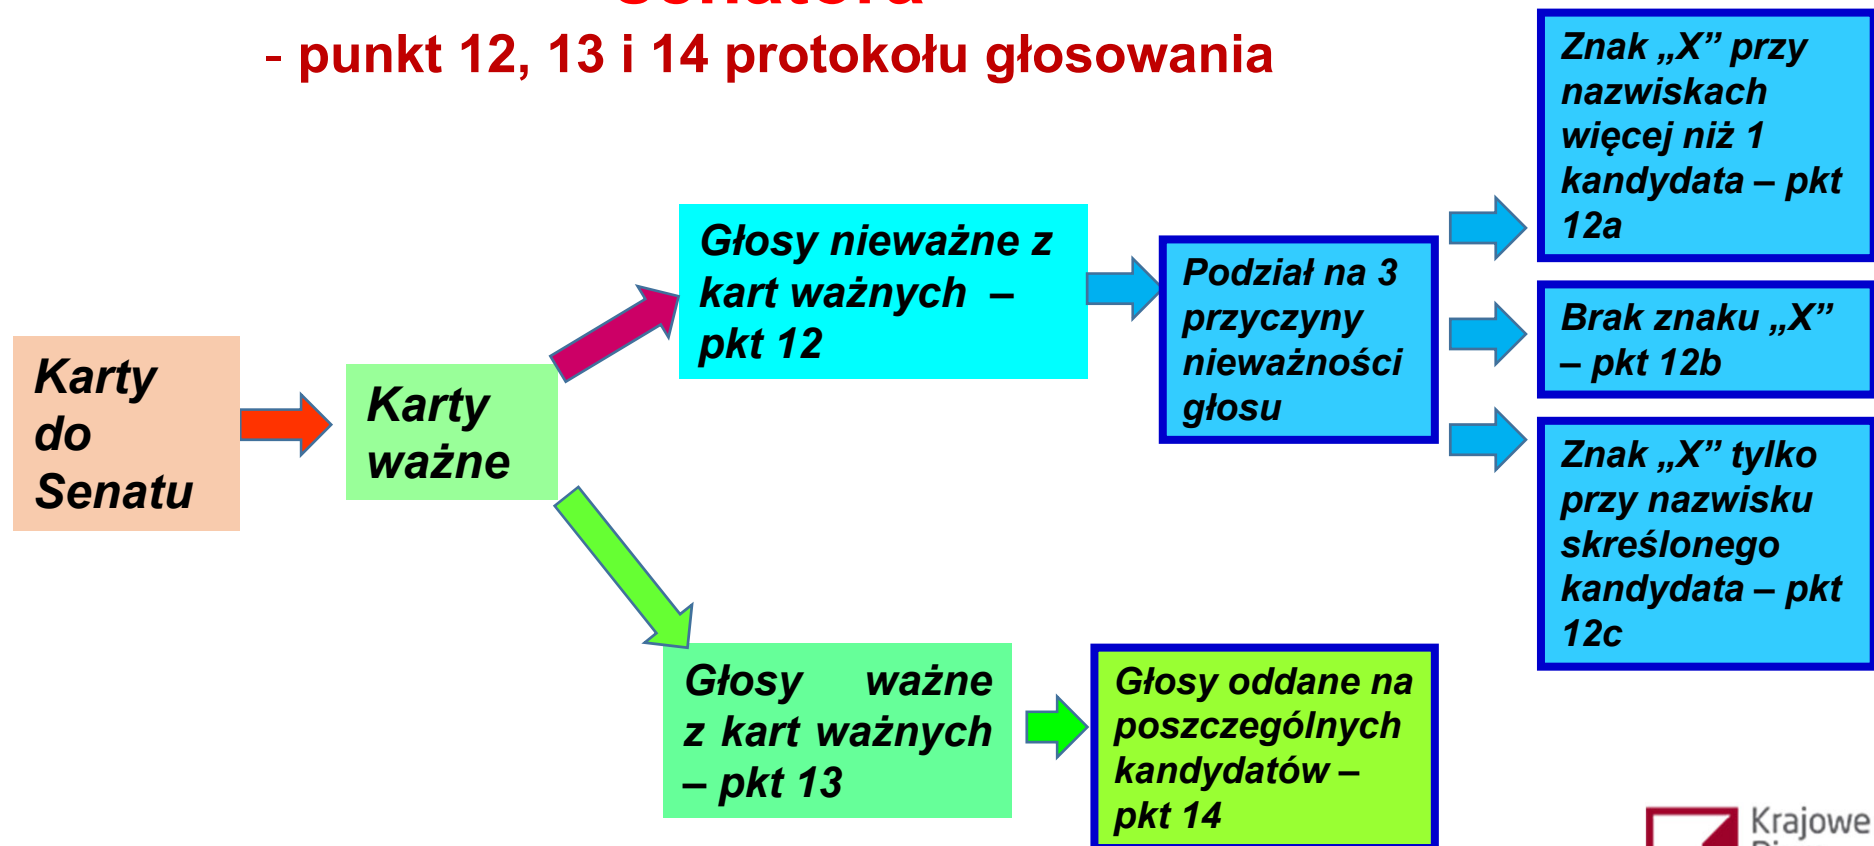 senatora
- punkt 12, 13 i 14 protokołu głosowania
Karty
do
Senatu
Karty
ważne
Głosy nieważne z
kart ważnych –
pkt 12
Podział na 3
przyczyny
nieważności
głosu
Znak „X” przy
nazwiskach
więcej niż 1
kandydata – pkt
12a
Brak znaku „X”
– pkt 12b
Znak „X” tylko
przy nazwisku
skreślonego
kandydata – pkt
12c
Głosy ważne
z kart ważnych
– pkt 13
Głosy oddane na
poszczególnych
kandydatów –
pkt 14
Krajowe